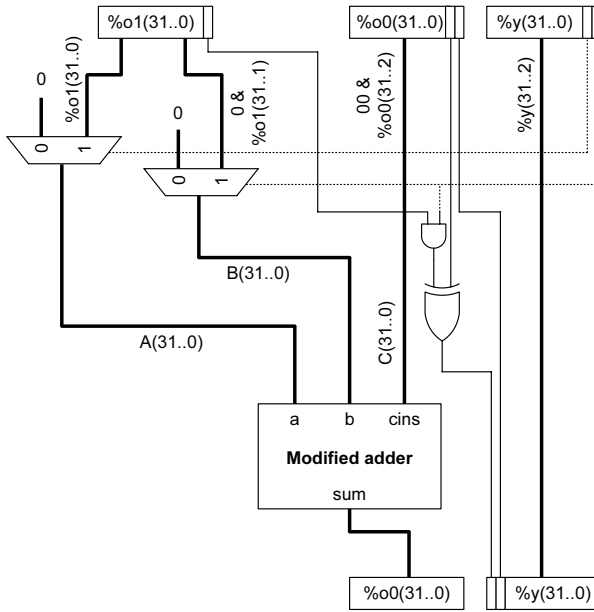 %o1(31..0)
%o0(31..0)
%y(31..0)
0
%o1(31..0)
0 &
%o1(31..1)
00 &
%o0(31..2)
%y(31..2)
0
0
1
0
1
B(31..0)
A(31..0)
C(31..0)
a
b
cins
Modified adder
sum
%o0(31..0)
%y(31..0)